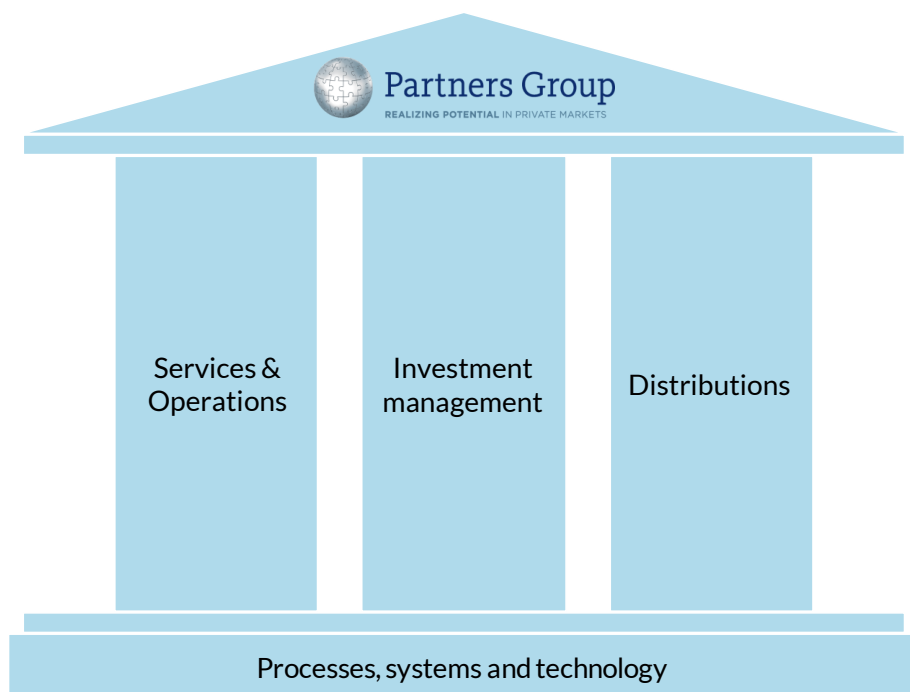 Partners Group
REALIZING POTENTIAL IN PRIVATE MARKETS
Services &
Operations
Investment
management
Distributions
Processes, systems and technology